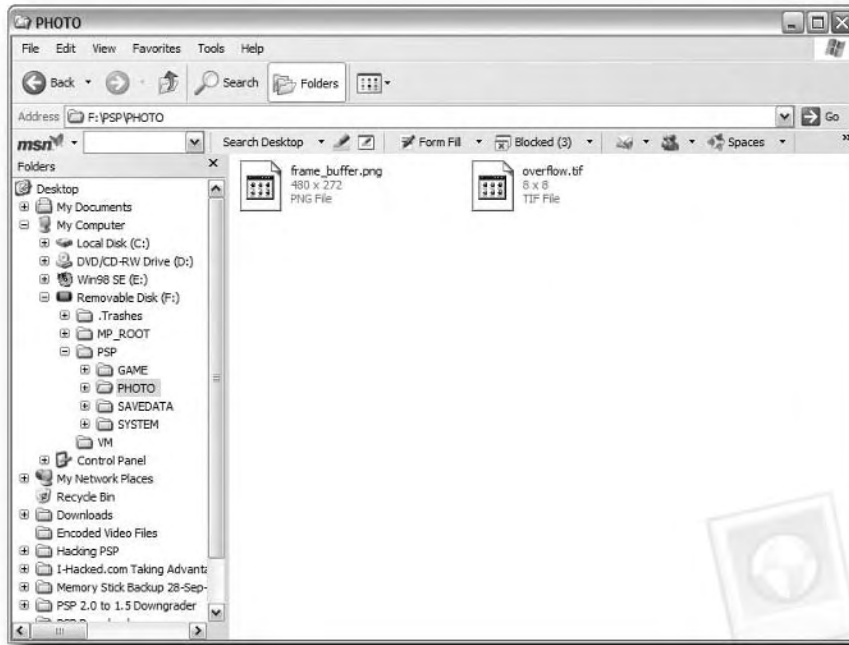 PHOTO
File Edit View Favorites Tools Help
Back Search Folders
Address F:\PSP\PHOTO Go
msn Search Desktop Form Fill Blocked (3) Spaces »
Folders
Desktop
My Documents
My Computer
Local Disk (C:)
DVD/CD-RW Drive (D:)
Win98 SE (E:)
Removable Disk (F:)
.Trashes
MP_ROOT
PSP
GAME
PHOTO
SAVEDATA
SYSTEM
VM
Control Panel
My Network Places
Recycle Bin
Downloads
Encoded Video Files
Hacking PSP
I-Hacked.com Taking Advanta
Memory Stick Backup 28-Sep-
PSP 2.0 to 1.5 Downgrader
frame_buffer.png
480 x 272
PNG File
overflow.tif
8 x 8
TIF File